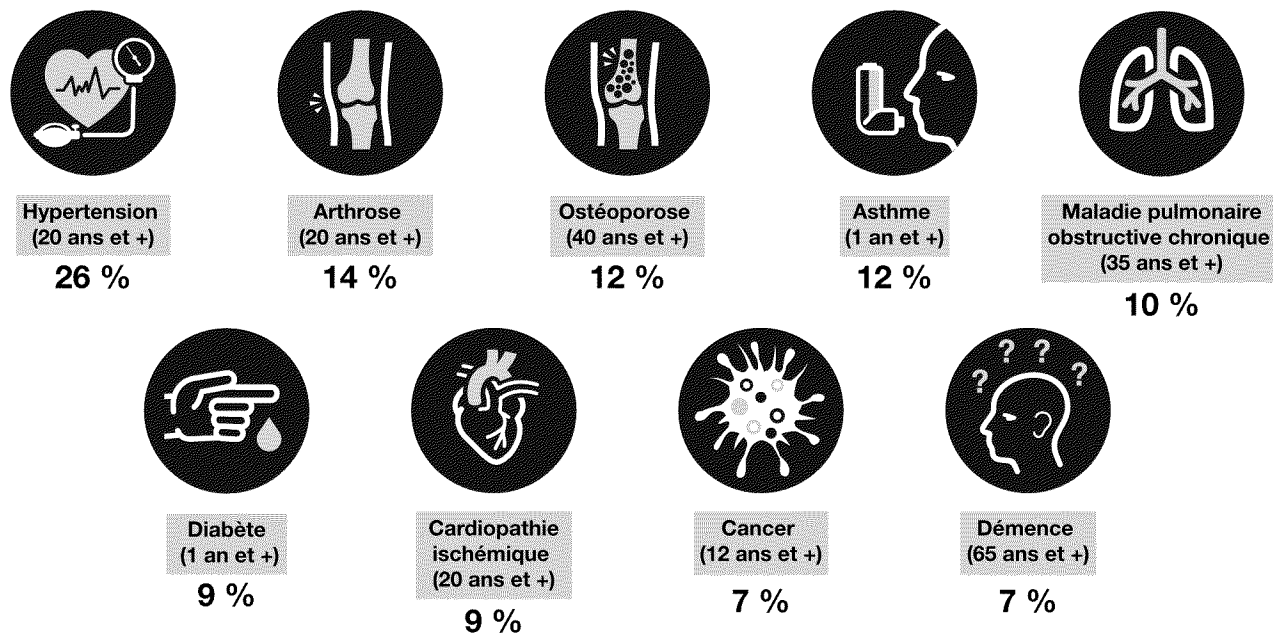 Hypertension
(20 ans et +)
26 %
Arthrose
(20 ans et +)
14 %
Ostéoporose
(40 ans et +)
12 %
Asthme
(1 an et +)
12 %
Maladie pulmonaire
obstructive chronique
(35 ans et +)
10 %
Diabète
(1 an et +)
9 %
Cardiopathie
ischémique
(20 ans et +)
9 %
Cancer
(12 ans et +)
7 %
? ? ? ?
Démence
(65 ans et +)
7 %